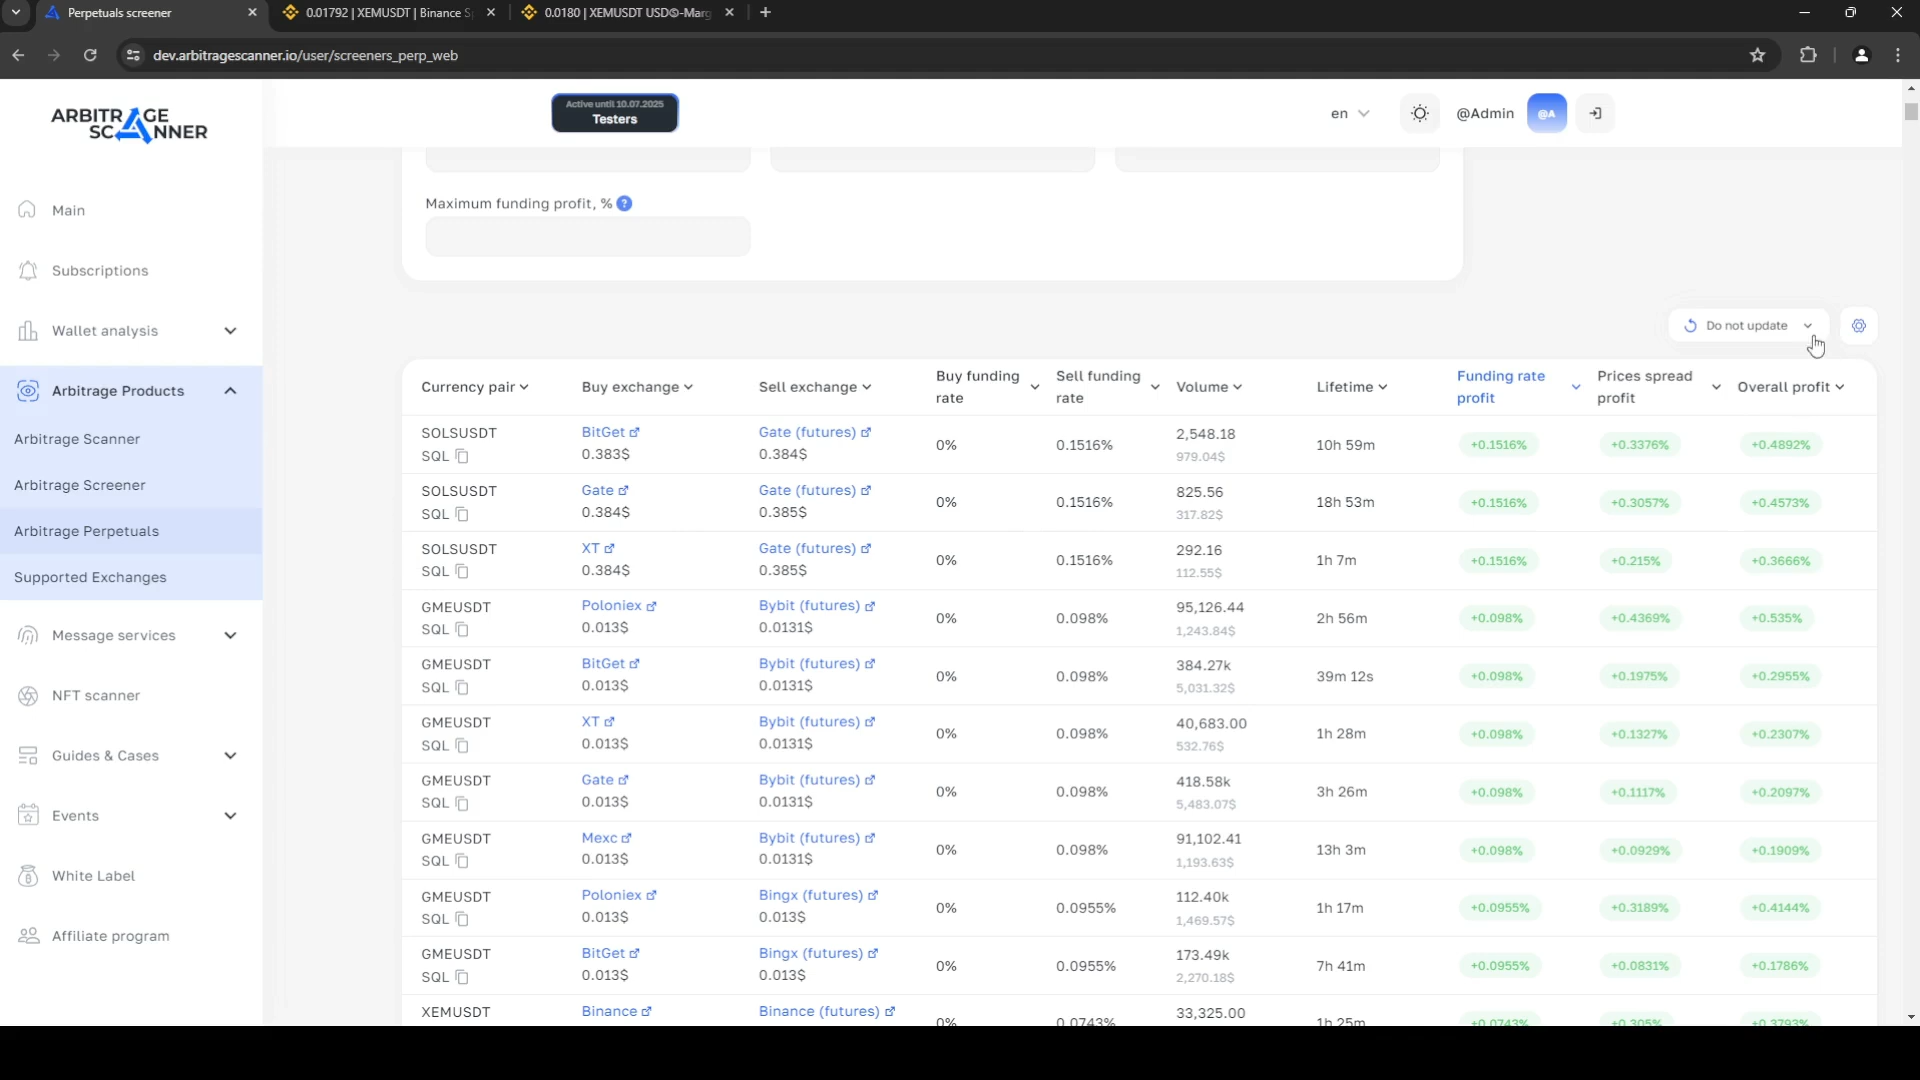 Perpetuals screener
0.01792 | XEMUSDT | Binance S
0.0180 | XEMUSDT USDⓈ-Marg
dev.arbitragescanner.io/user/screeners_perp_web
ARBITRAGE
SCANNER
Active until 10.07.2025
Testers
en
@Admin
@A
Main
Subscriptions
Wallet analysis
Arbitrage Products
Arbitrage Scanner
Arbitrage Screener
Arbitrage Perpetuals
Supported Exchanges
Message services
NFT scanner
Guides & Cases
Events
White Label
Affiliate program
Maximum funding profit, % ?
Do not update
Currency pair Buy exchange Sell exchange Buy funding rate Sell funding rate Volume Lifetime Funding rate profit Prices spread profit Overall profit
SOLSUSDT BitGet Gate (futures) 0% 0.1516% 2,548.18 10h 59m +0.1516% +0.3376% +0.4892%
SQL 0.383$ 0.384$ 979.04$
SOLSUSDT Gate Gate (futures) 0% 0.1516% 825.56 18h 53m +0.1516% +0.3057% +0.4573%
SQL 0.384$ 0.385$ 317.82$
SOLSUSDT XT Gate (futures) 0% 0.1516% 292.16 1h 7m +0.1516% +0.215% +0.3666%
SQL 0.384$ 0.385$ 112.55$
GMEUSDT Poloniex Bybit (futures) 0% 0.098% 95,126.44 2h 56m +0.098% +0.4369% +0.535%
SQL 0.013$ 0.0131$ 1,243.84$
GMEUSDT BitGet Bybit (futures) 0% 0.098% 384.27k 39m 12s +0.098% +0.1975% +0.2955%
SQL 0.013$ 0.0131$ 5,031.32$
GMEUSDT XT Bybit (futures) 0% 0.098% 40,683.00 1h 28m +0.098% +0.1327% +0.2307%
SQL 0.013$ 0.0131$ 532.76$
GMEUSDT Gate Bybit (futures) 0% 0.098% 418.58k 3h 26m +0.098% +0.1117% +0.2097%
SQL 0.013$ 0.0131$ 5,483.07$
GMEUSDT Mexc Bybit (futures) 0% 0.098% 91,102.41 13h 3m +0.098% +0.0929% +0.1909%
SQL 0.013$ 0.0131$ 1,193.63$
GMEUSDT Poloniex Bingx (futures) 0% 0.0955% 112.40k 1h 17m +0.0955% +0.3189% +0.4144%
SQL 0.013$ 0.013$ 1,469.57$
GMEUSDT BitGet Bingx (futures) 0% 0.0955% 173.49k 7h 41m +0.0955% +0.0831% +0.1786%
SQL 0.013$ 0.013$ 2,270.18$
XEMUSDT Binance Binance (futures) 0% 0.0743% 33,325.00 1h 25m +0.0743% +0.305% +0.3793%